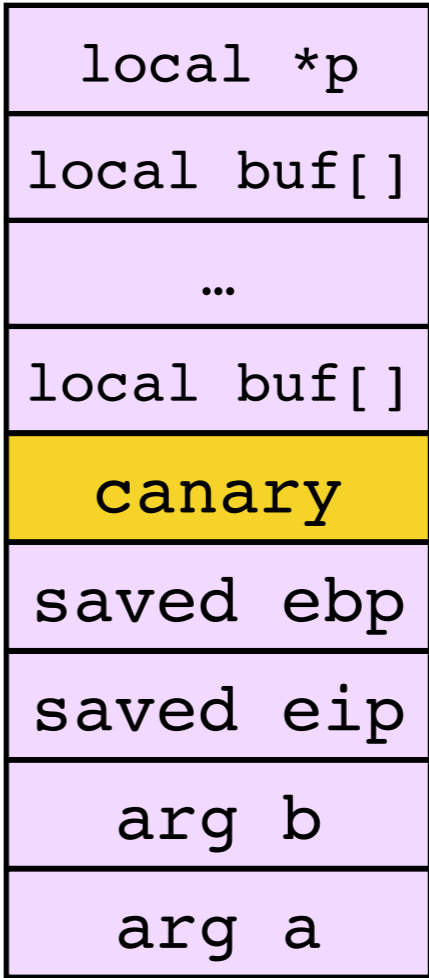 local *p
local buf[]
…
local buf[]
canary
saved ebp
saved eip
arg b
arg a